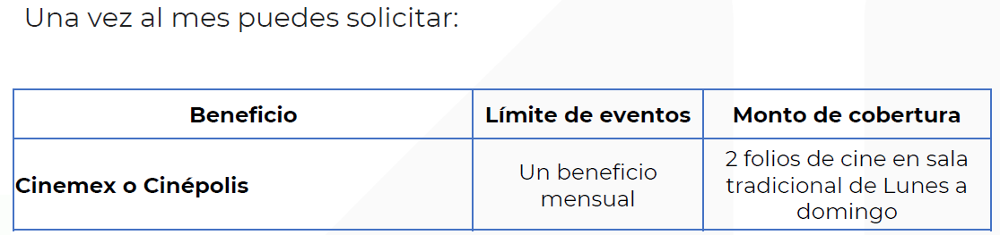 Una vez al mes puedes solicitar:
Beneficio
Límite de eventos
Monto de cobertura
Cinemex o Cinépolis
Un beneficio
mensual
2 folios de cine en sala
tradicional de Lunes a
domingo